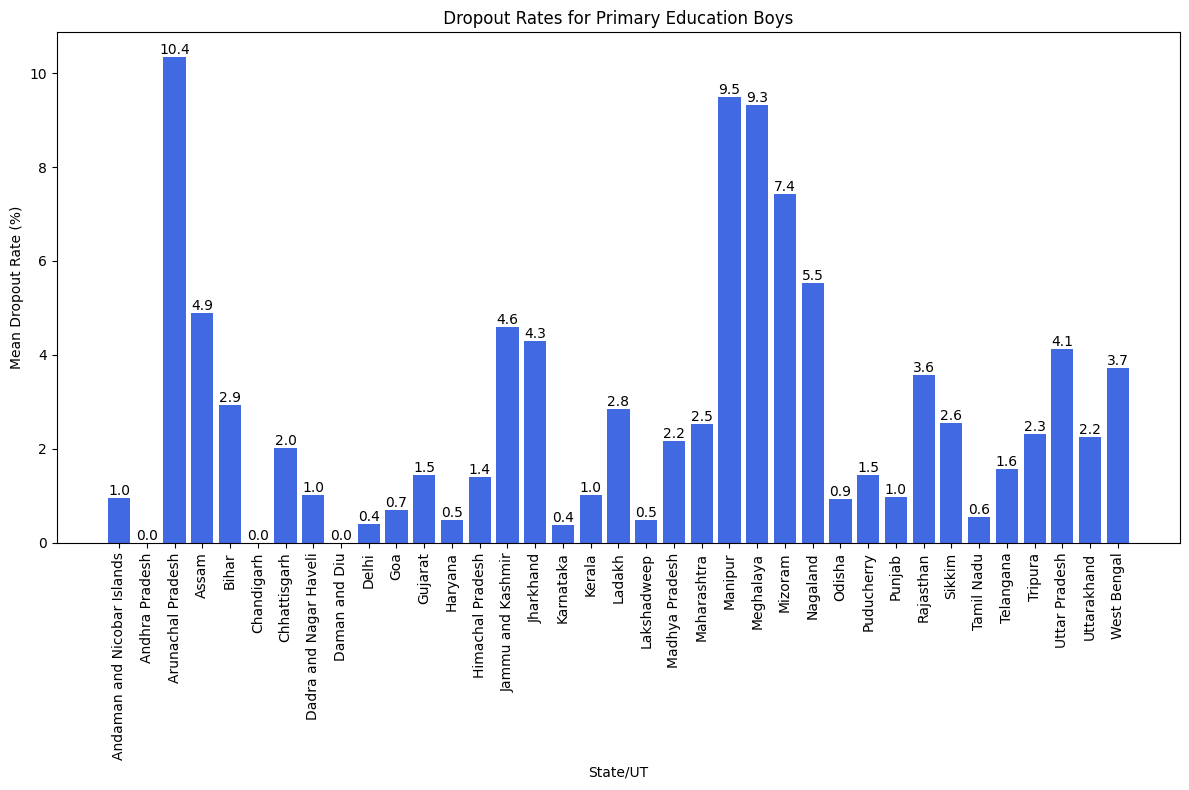 Dropout Rates for Primary Education Boys
Mean Dropout Rate (%)
10
8
6
4
2
0
1.0
0.0
10.4
4.9
2.9
0.0
2.0
1.0
0.0
0.4
0.7
1.5
0.5
1.4
4.6
4.3
0.4
1.0
2.8
0.5
2.2
2.5
9.5
9.3
7.4
5.5
0.9
1.5
1.0
3.6
2.6
0.6
1.6
2.3
4.1
2.2
3.7
Andaman and Nicobar Islands
Andhra Pradesh
Arunachal Pradesh
Assam
Bihar
Chandigarh
Chhattisgarh
Dadra and Nagar Haveli
Daman and Diu
Delhi
Goa
Gujarat
Haryana
Himachal Pradesh
Jammu and Kashmir
Jharkhand
Karnataka
Kerala
Ladakh
Lakshadweep
Madhya Pradesh
Maharashtra
Manipur
Meghalaya
Mizoram
Nagaland
Odisha
Puducherry
Punjab
Rajasthan
Sikkim
Tamil Nadu
Telangana
Tripura
Uttar Pradesh
Uttarakhand
West Bengal
State/UT